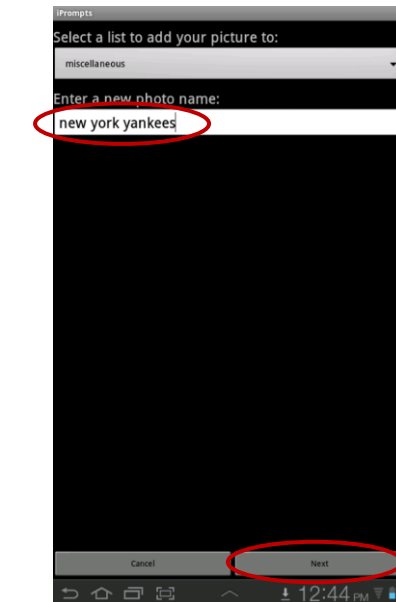 iPrompts
Select a list to add your picture to:
miscellaneous
Enter a new photo name:
new york yankees
Cancel Next
12:44 PM